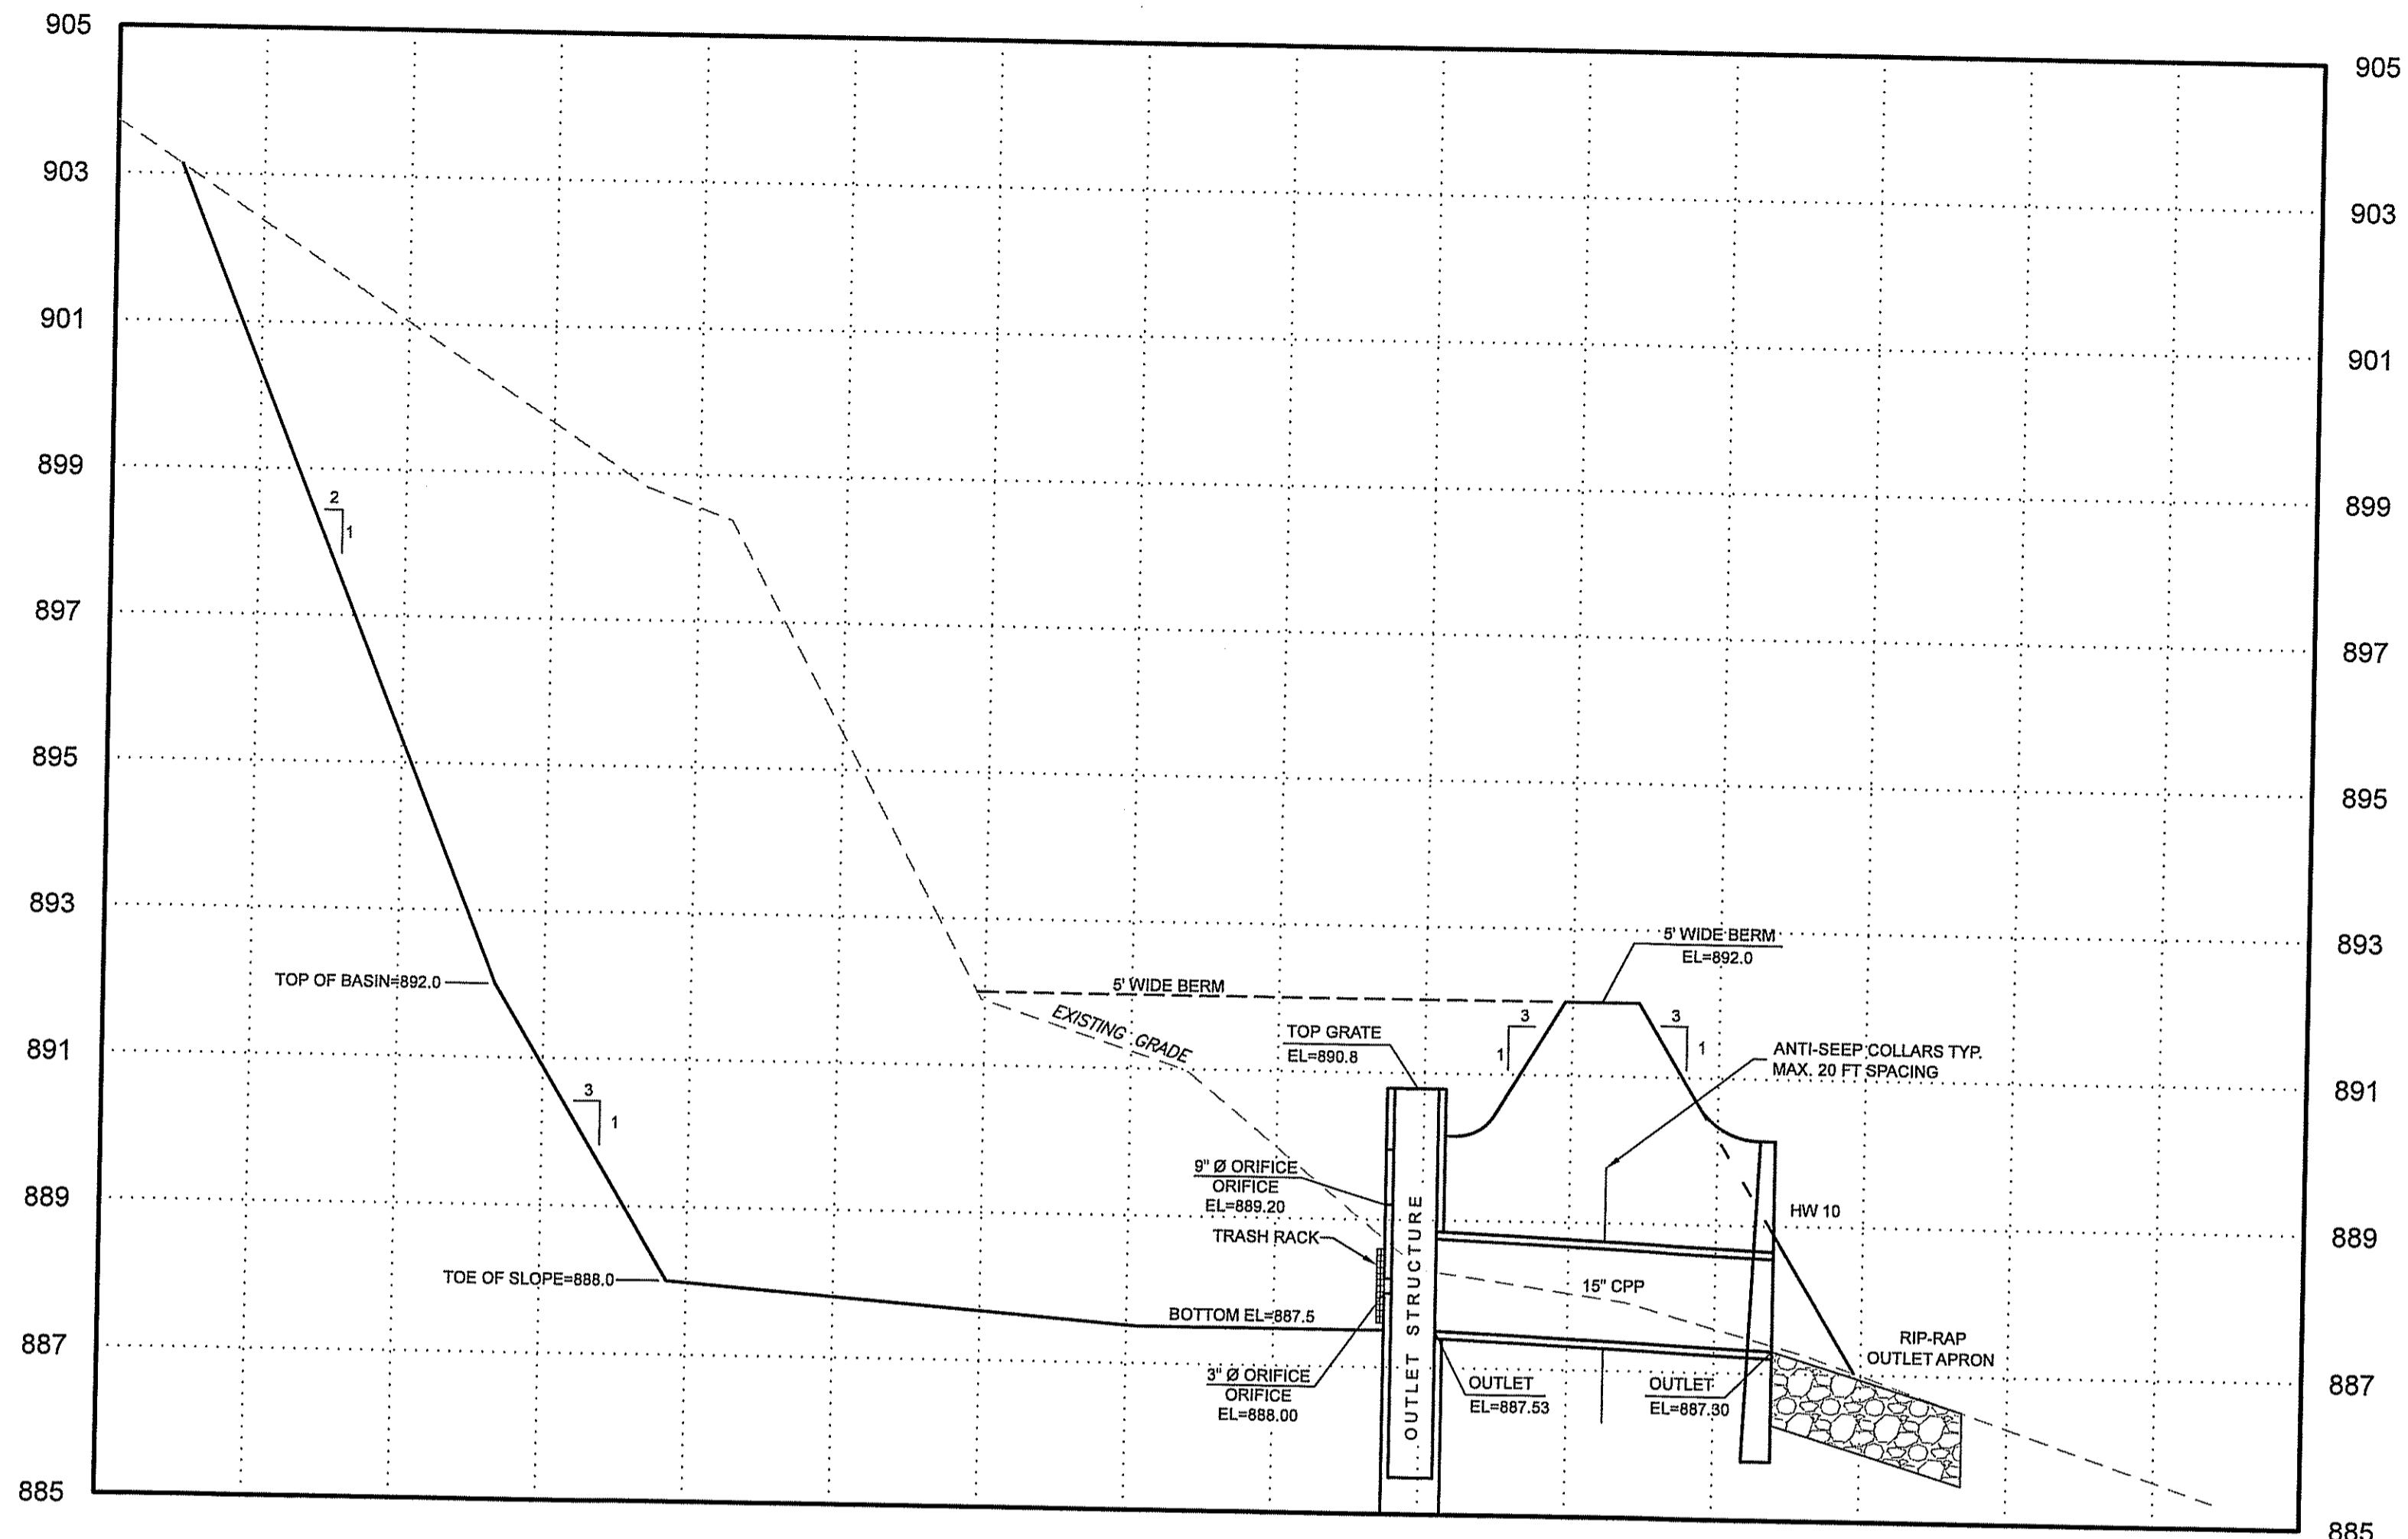 905
903
901
899
897
895
893
891
889
887
885
905
903
901
899
897
895
893
891
889
887
885
2
1
TOP OF BASIN=892.0
3
1
TOE OF SLOPE=888.0
5' WIDE BERM
EXISTING GRADE
BOTTOM EL=887.5
TOP GRATE
EL=890.8
9" Ø ORIFICE
ORIFICE
EL=889.20
TRASH RACK
3" Ø ORIFICE
ORIFICE
EL=888.00
OUTLET STRUCTURE
5' WIDE BERM
EL=892.0
3
1
3
1
ANTI-SEEP COLLARS TYP.
MAX. 20 FT SPACING
HW 10
15" CPP
OUTLET
EL=887.53
OUTLET
EL=887.30
RIP-RAP
OUTLET APRON